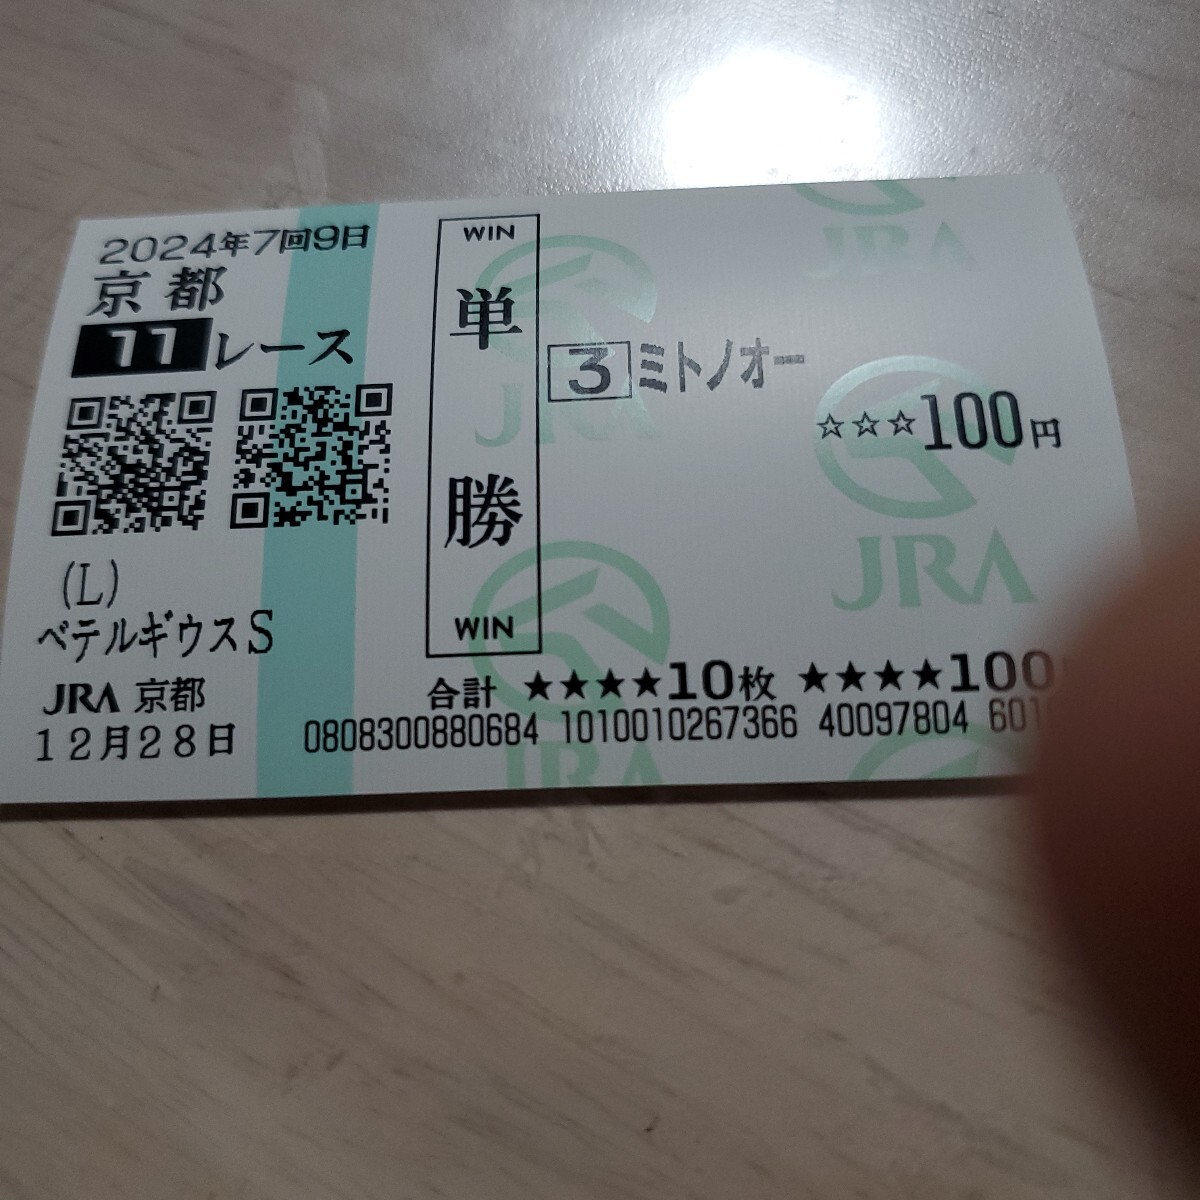 2024年7回9日
京都
11レース
(L)
ベテルギウスS
JRA 京都
12月28日
WIN
単勝
WIN
3 ミトノオー
☆☆☆100円
合計 ★★★★10枚 ★★★★100
0808300880684 1010010267366 40097804 601
JRA
JRA
JRA
JRA